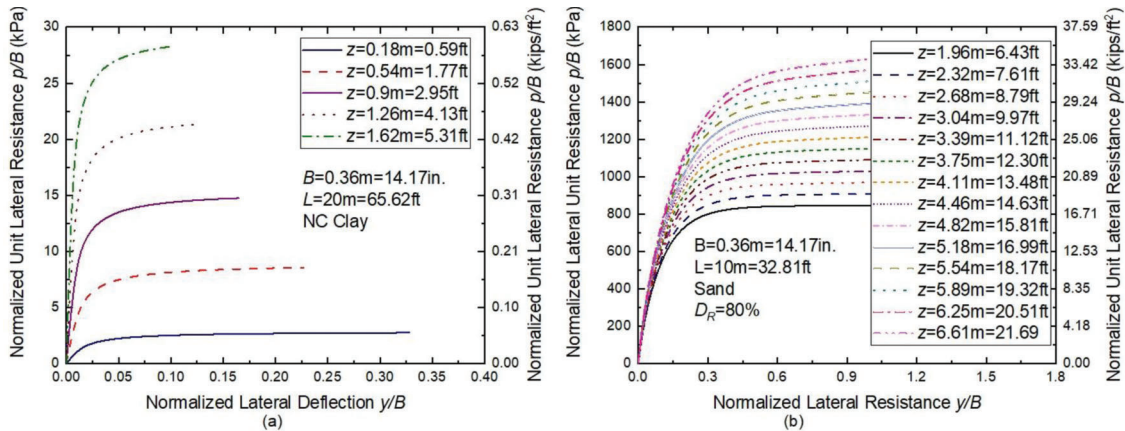 Normalized Unit Lateral Resistance p/B (kPa)
30
25
20
15
10
5
0
0.00 0.05 0.10 0.15 0.20 0.25 0.30 0.35 0.40
Normalized Lateral Deflection y/B
(a)
z=0.18m=0.59ft
z=0.54m=1.77ft
z=0.9m=2.95ft
z=1.26m=4.13ft
z=1.62m=5.31ft
B=0.36m=14.17in.
L=20m=65.62ft
NC Clay
0.63
0.52
0.42
0.31
0.21
0.10
0.00
Normalized Unit Lateral Resistance p/B (kips/ft²)
Normalized Lateral Unit Resistance p/B (kPa)
1800
1600
1400
1200
1000
800
600
400
200
0
0.0 0.3 0.6 0.9 1.2 1.5 1.8
Normalized Lateral Resistance y/B
(b)
B=0.36m=14.17in.
L=10m=32.81ft
Sand
D_R=80%
z=1.96m=6.43ft
z=2.32m=7.61ft
z=2.68m=8.79ft
z=3.04m=9.97ft
z=3.39m=11.12ft
z=3.75m=12.30ft
z=4.11m=13.48ft
z=4.46m=14.63ft
z=4.82m=15.81ft
z=5.18m=16.99ft
z=5.54m=18.17ft
z=5.89m=19.32ft
z=6.25m=20.51ft
z=6.61m=21.69
37.59
33.42
29.24
25.06
20.89
16.71
12.53
8.35
4.18
0.00
Normalized Unit Lateral Resistance p/B (kips/ft²)